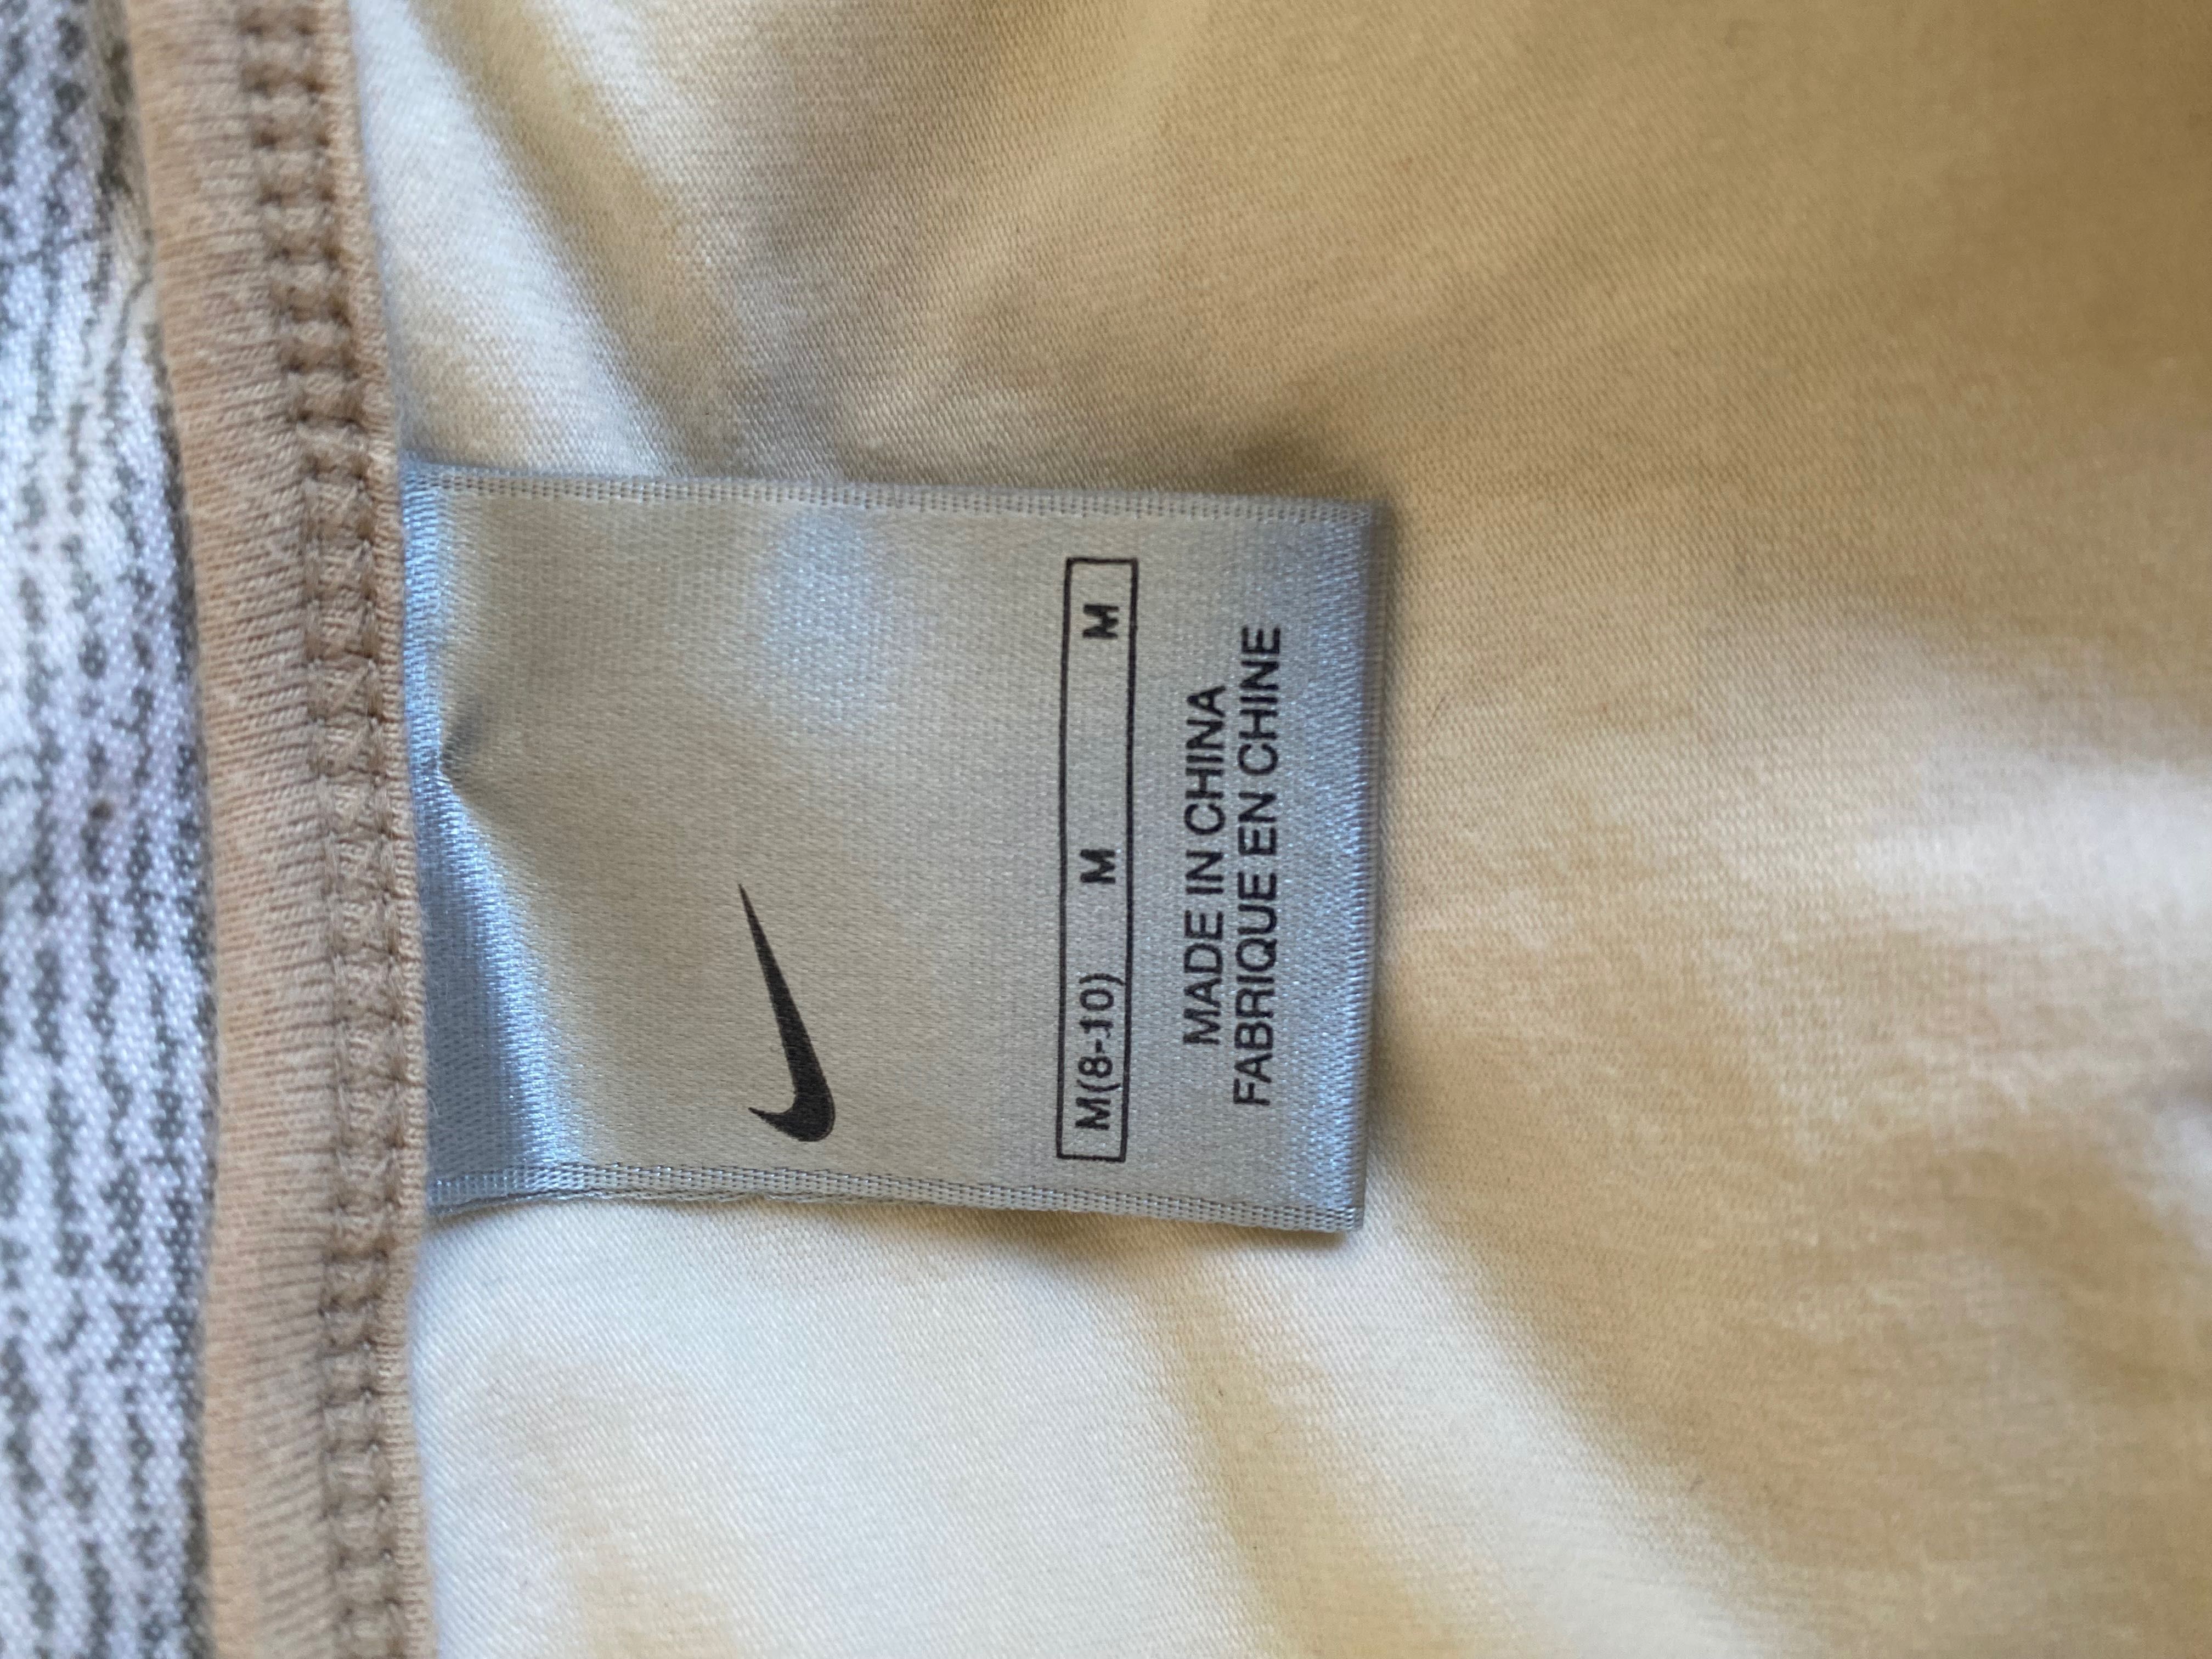 M(8-10) M M
MADE IN CHINA
FABRIQUE EN CHINE